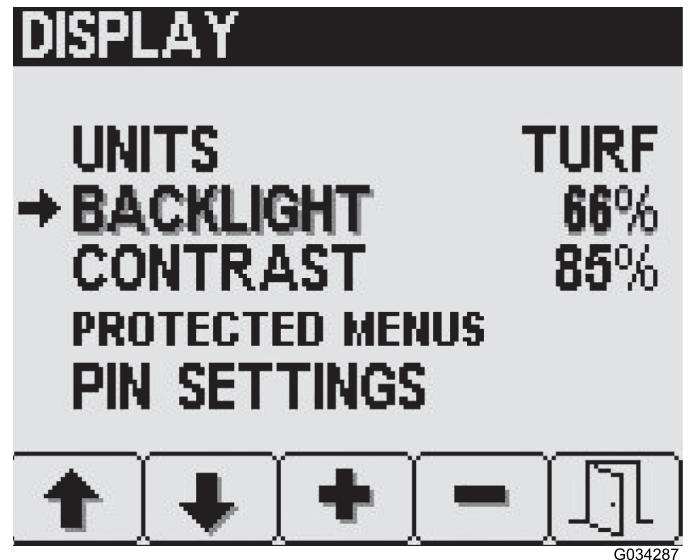 DISPLAY
UNITS TURF
BACKLIGHT 66%
CONTRAST 85%
PROTECTED MENUS
PIN SETTINGS
G034287